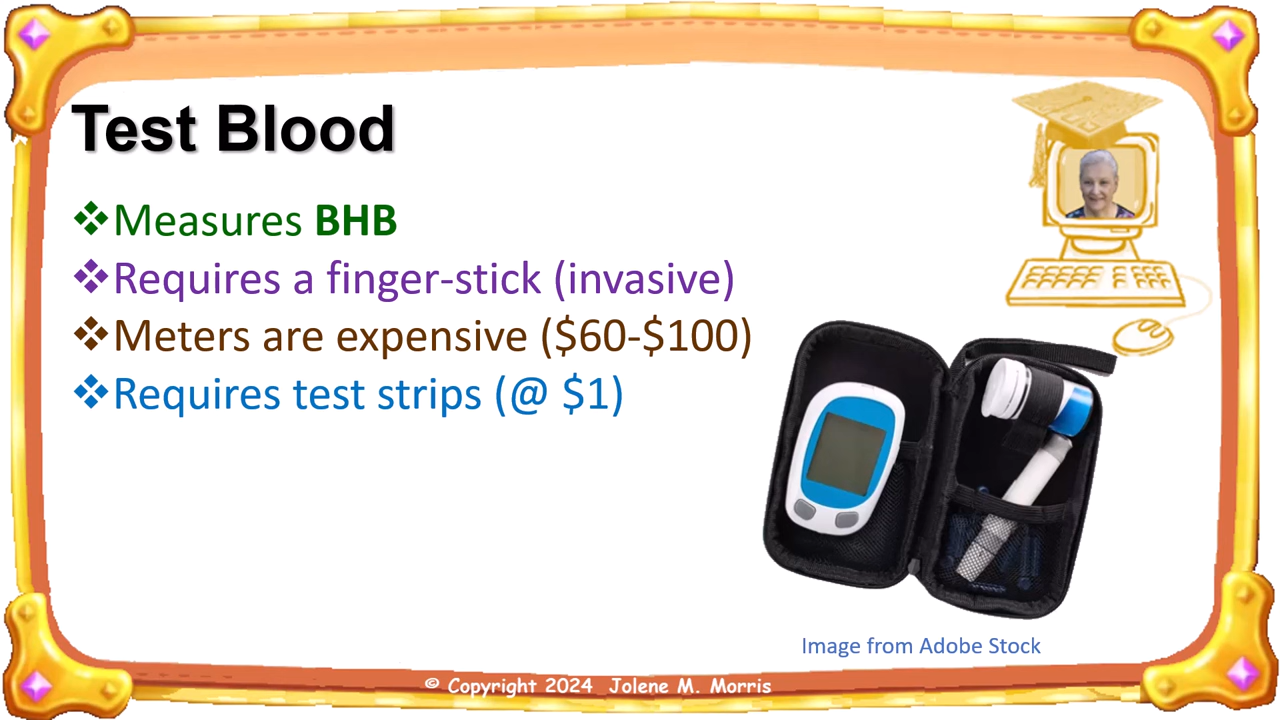 Test Blood
❖Measures BHB
❖Requires a finger-stick (invasive)
❖Meters are expensive ($60-$100)
❖Requires test strips (@ $1)
Image from Adobe Stock
© Copyright 2024 Jolene M. Morris